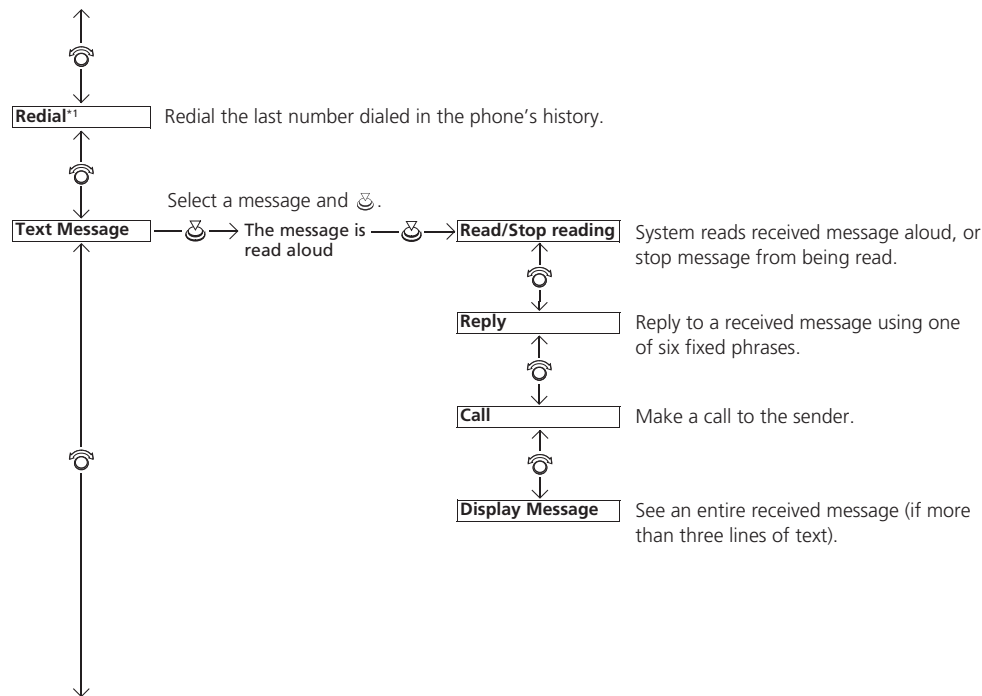 Redial*1 Redial the last number dialed in the phone's history.
Select a message and .
Text Message The message is read aloud
Read/Stop reading System reads received message aloud, or
stop message from being read.
Reply Reply to a received message using one
of six fixed phrases.
Call Make a call to the sender.
Display Message See an entire received message (if more
than three lines of text).